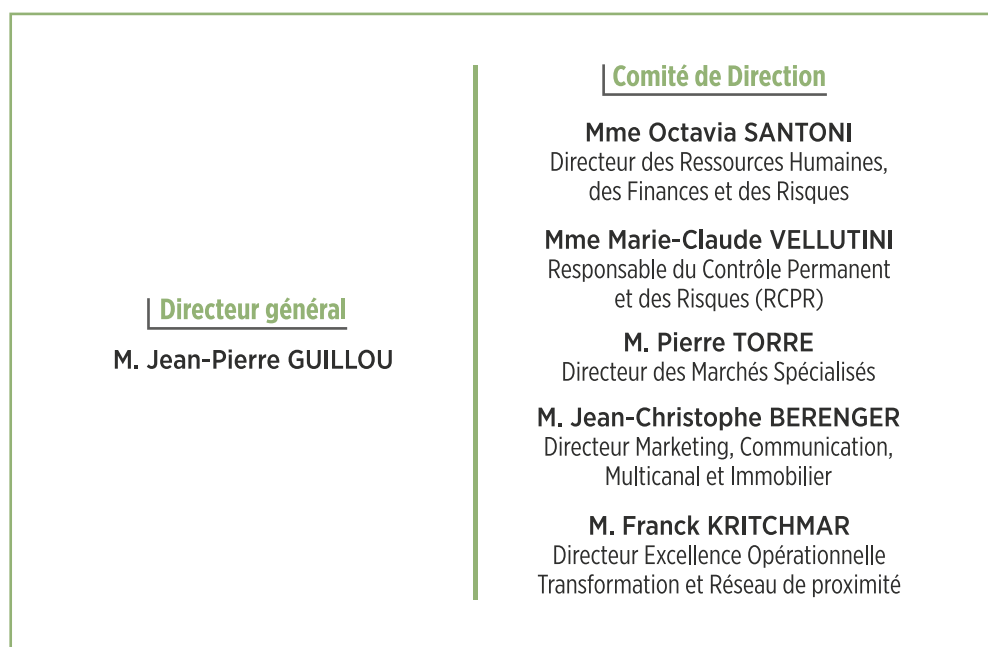 Directeur général
M. Jean-Pierre GUILLOU
Comité de Direction
Mme Octavia SANTONI
Directeur des Ressources Humaines,
des Finances et des Risques
Mme Marie-Claude VELLUTINI
Responsable du Contrôle Permanent
et des Risques (RCPR)
M. Pierre TORRE
Directeur des Marchés Spécialisés
M. Jean-Christophe BERENGER
Directeur Marketing, Communication,
Multicanal et Immobilier
M. Franck KRITCHMAR
Directeur Excellence Opérationnelle
Transformation et Réseau de proximité